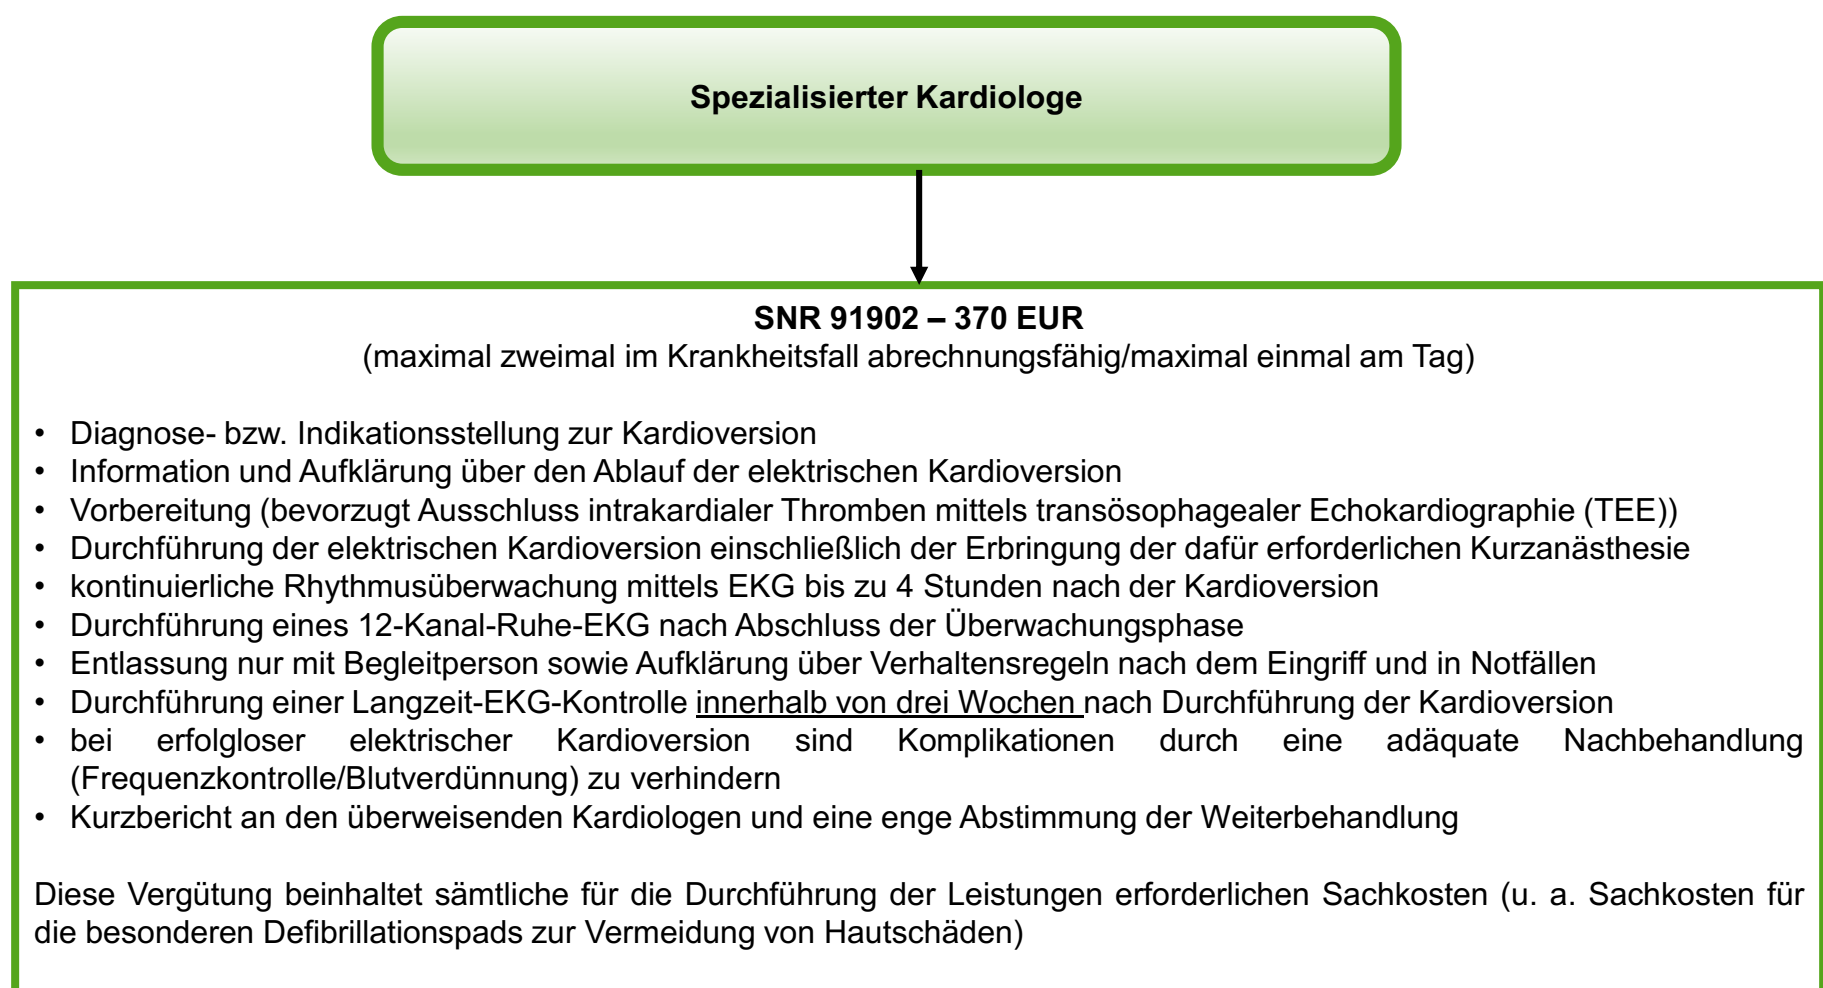 Spezialisierter Kardiologe
SNR 91902 – 370 EUR
(maximal zweimal im Krankheitsfall abrechnungsfähig/maximal einmal am Tag)
• Diagnose- bzw. Indikationsstellung zur Kardioversion
• Information und Aufklärung über den Ablauf der elektrischen Kardioversion
• Vorbereitung (bevorzugt Ausschluss intrakardialer Thromben mittels transösophagealer Echokardiographie (TEE))
• Durchführung der elektrischen Kardioversion einschließlich der Erbringung der dafür erforderlichen Kurzanästhesie
• kontinuierliche Rhythmusüberwachung mittels EKG bis zu 4 Stunden nach der Kardioversion
• Durchführung eines 12-Kanal-Ruhe-EKG nach Abschluss der Überwachungsphase
• Entlassung nur mit Begleitperson sowie Aufklärung über Verhaltensregeln nach dem Eingriff und in Notfällen
• Durchführung einer Langzeit-EKG-Kontrolle innerhalb von drei Wochen nach Durchführung der Kardioversion
• bei erfolgloser elektrischer Kardioversion sind Komplikationen durch eine adäquate Nachbehandlung
(Frequenzkontrolle/Blutverdünnung) zu verhindern
• Kurzbericht an den überweisenden Kardiologen und eine enge Abstimmung der Weiterbehandlung
Diese Vergütung beinhaltet sämtliche für die Durchführung der Leistungen erforderlichen Sachkosten (u. a. Sachkosten für
die besonderen Defibrillationspads zur Vermeidung von Hautschäden)